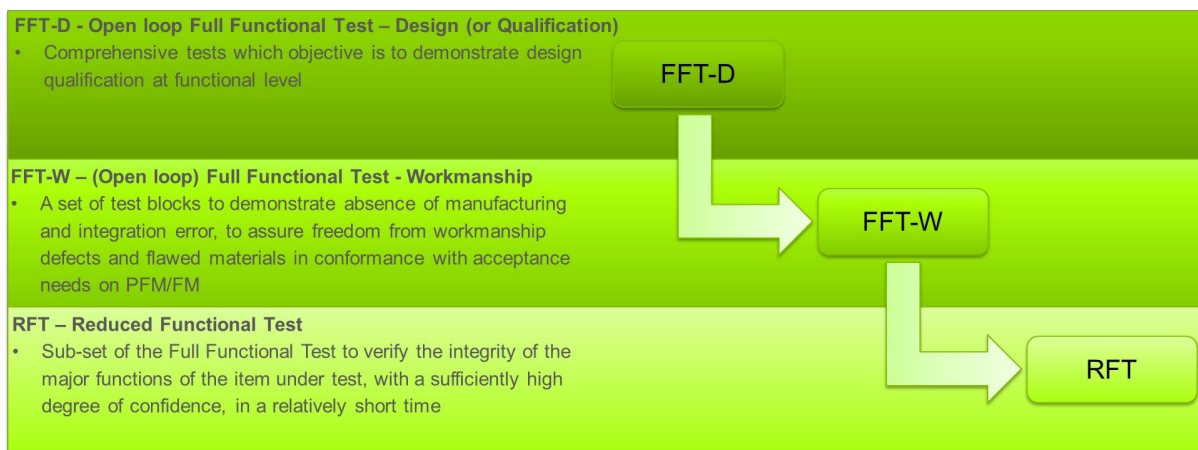 FFT-D - Open loop Full Functional Test – Design (or Qualification)
• Comprehensive tests which objective is to demonstrate design
qualification at functional level
FFT-D
FFT-W – (Open loop) Full Functional Test - Workmanship
• A set of test blocks to demonstrate absence of manufacturing
and integration error, to assure freedom from workmanship
defects and flawed materials in conformance with acceptance
needs on PFM/FM
FFT-W
RFT – Reduced Functional Test
• Sub-set of the Full Functional Test to verify the integrity of the
major functions of the item under test, with a sufficiently high
degree of confidence, in a relatively short time
RFT